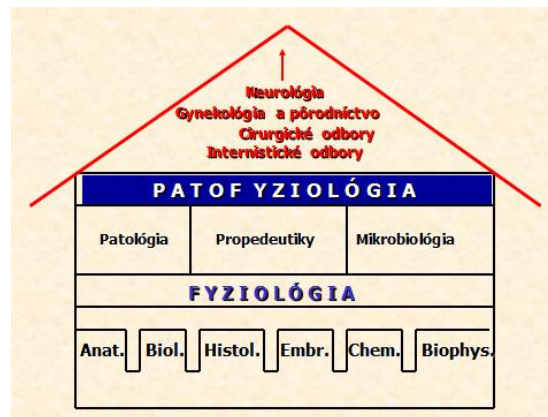 Neurológia
Gynekológia a pôrodníctvo
Cirurgické odbory
Internistické odbory
PATOFYZIOLÓGIA
Patológia Propedeutiky Mikrobiológia
FYZIOLÓGIA
Anat. Biol. Histol. Embr. Chem. Biophys.